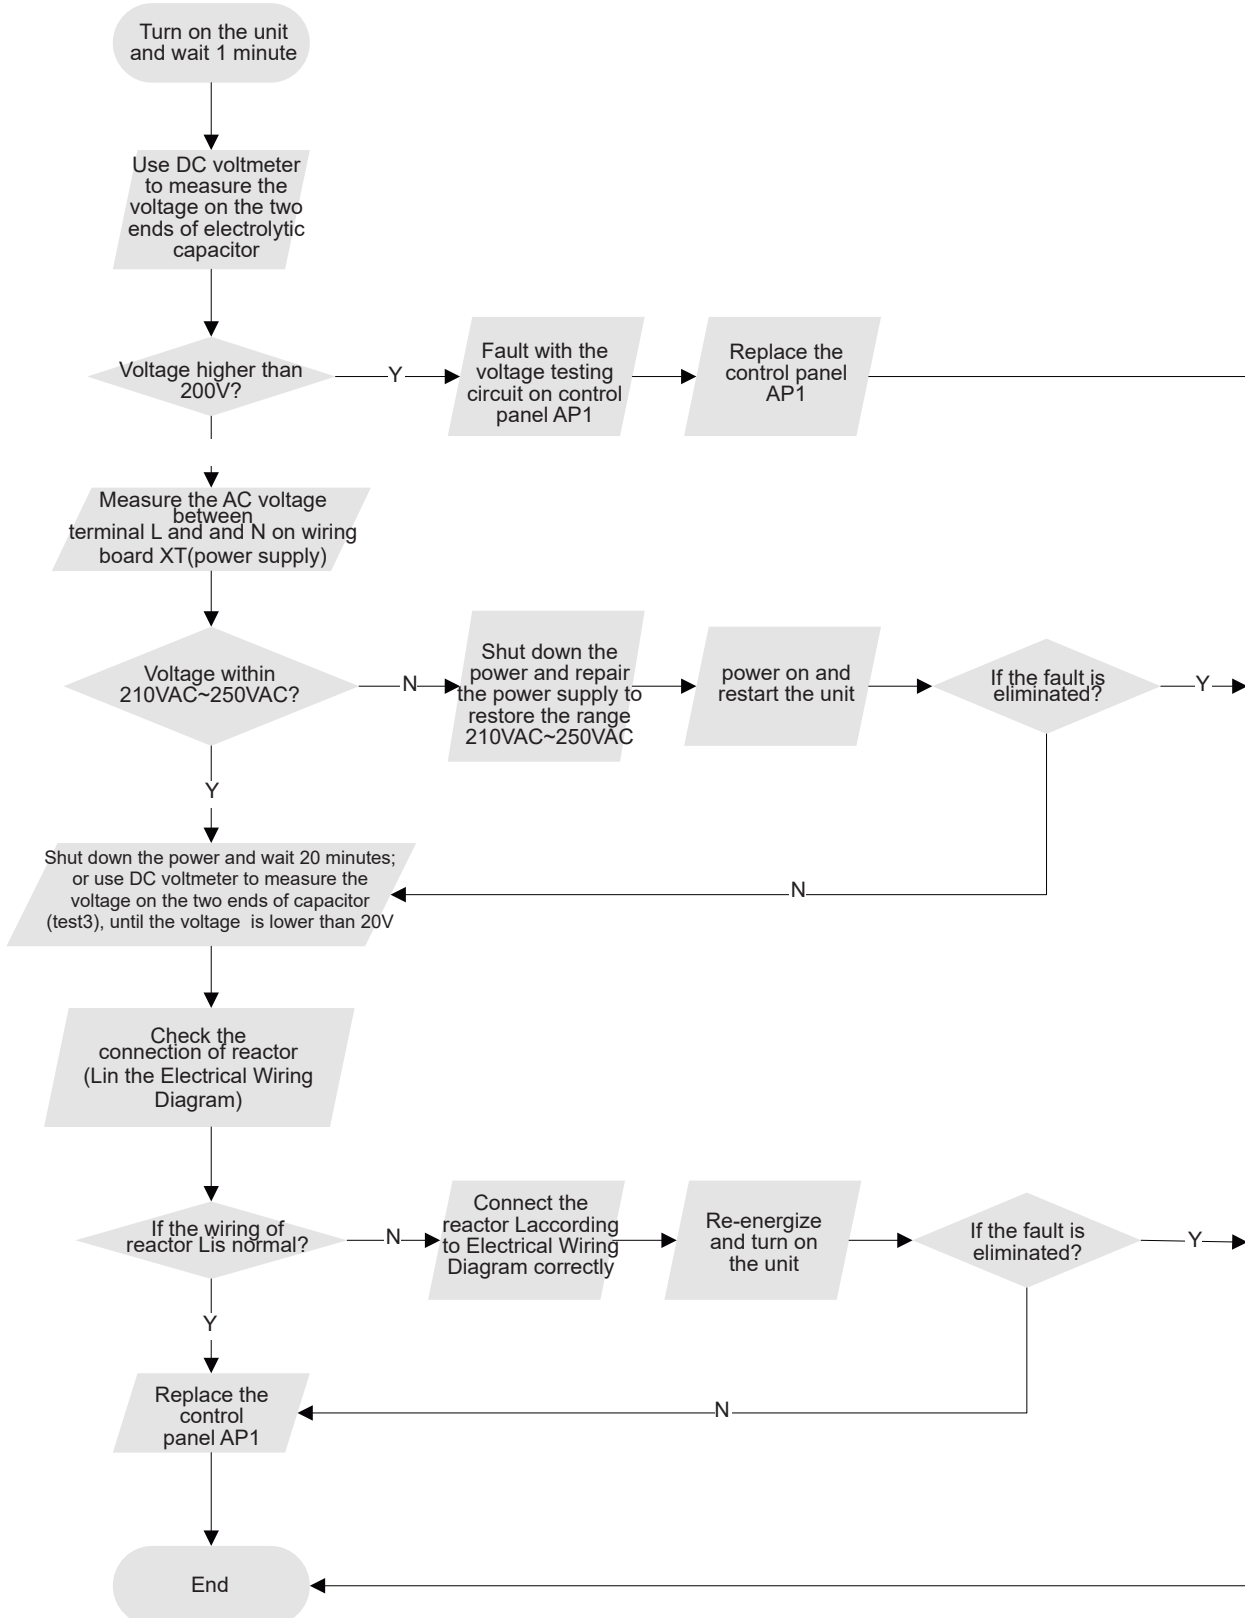 Turn on the unit
and wait 1 minute
Use DC voltmeter
to measure the
voltage on the two
ends of electrolytic
capacitor
Voltage higher than
200V?
Y
Fault with the
voltage testing
circuit on control
panel AP1
Replace the
control panel
AP1
Measure the AC voltage
between
terminal L and and N on wiring
board XT(power supply)
Voltage within
210VAC~250VAC?
N
Shut down the
power and repair
the power supply to
restore the range
210VAC~250VAC
power on and
restart the unit
If the fault is
eliminated?
Y
Y
N
Shut down the power and wait 20 minutes;
or use DC voltmeter to measure the
voltage on the two ends of capacitor
(test3), until the voltage is lower than 20V
Check the
connection of reactor
(Lin the Electrical Wiring
Diagram)
If the wiring of
reactor Lis normal?
N
Connect the
reactor Laccording
to Electrical Wiring
Diagram correctly
Re-energize
and turn on
the unit
If the fault is
eliminated?
Y
Y
N
Replace the
control
panel AP1
End